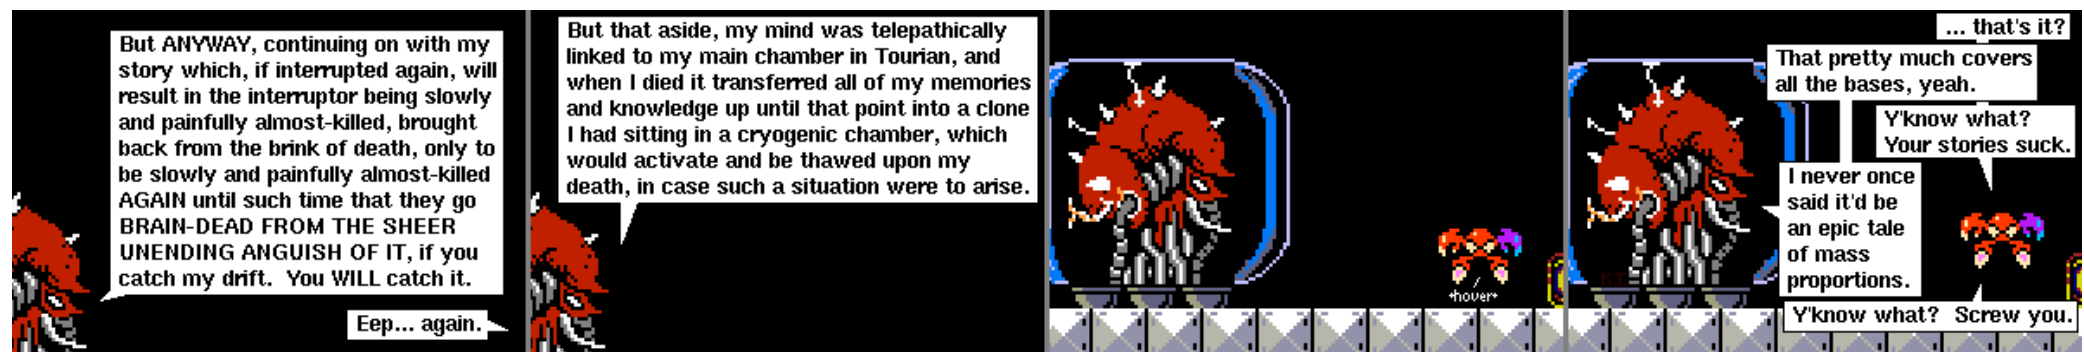 But ANYWAY, continuing on with my
story which, if interrupted again, will
result in the interruptor being slowly
and painfully almost-killed, brought
back from the brink of death, only to
be slowly and painfully almost-killed
AGAIN until such time that they go
BRAIN-DEAD FROM THE SHEER
UNENDING ANGUISH OF IT, if you
catch my drift.  You WILL catch it.
Eep... again.
But that aside, my mind was telepathically
linked to my main chamber in Tourian, and
when I died it transferred all of my memories
and knowledge up until that point into a clone
I had sitting in a cryogenic chamber, which
would activate and be thawed upon my
death, in case such a situation were to arise.
*hover*
... that's it?
That pretty much covers
all the bases, yeah.
Y'know what?
Your stories suck.
I never once
said it'd be
an epic tale
of mass
proportions.
Y'know what?  Screw you.